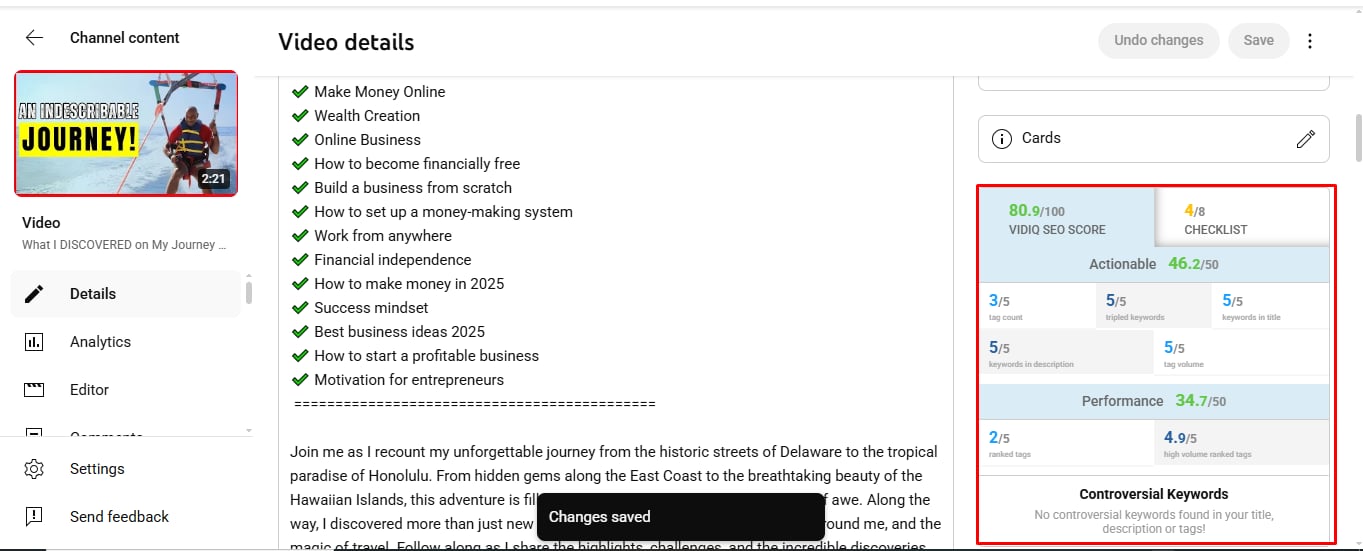 Channel content
Video details
Undo changes
Save
AN INDESCRIBABLE
JOURNEY!
2:21
Video
What I DISCOVERED on My Journey …
Details
Analytics
Editor
Comments
Settings
Send feedback
✔ Make Money Online
✔ Wealth Creation
✔ Online Business
✔ How to become financially free
✔ Build a business from scratch
✔ How to set up a money-making system
✔ Work from anywhere
✔ Financial independence
✔ How to make money in 2025
✔ Success mindset
✔ Best business ideas 2025
✔ How to start a profitable business
✔ Motivation for entrepreneurs
============================================
Join me as I recount my unforgettable journey from the historic streets of Delaware to the tropical
paradise of Honolulu. From hidden gems along the East Coast to the breathtaking beauty of the
Hawaiian Islands, this adventure is awe. Along the
way, I discovered more than just new me, and the
magic of travel. Follow along as I share the highlights, challenges, and the incredible discoveries
Changes saved
Cards
80.9/100
VIDIQ SEO SCORE
4/8
CHECKLIST
Actionable 46.2/50
3/5
tag count
5/5
tripled keywords
5/5
keywords in title
5/5
keywords in description
5/5
tag volume
Performance 34.7/50
2/5
ranked tags
4.9/5
high volume ranked tags
Controversial Keywords
No controversial keywords found in your title,
description or tags!